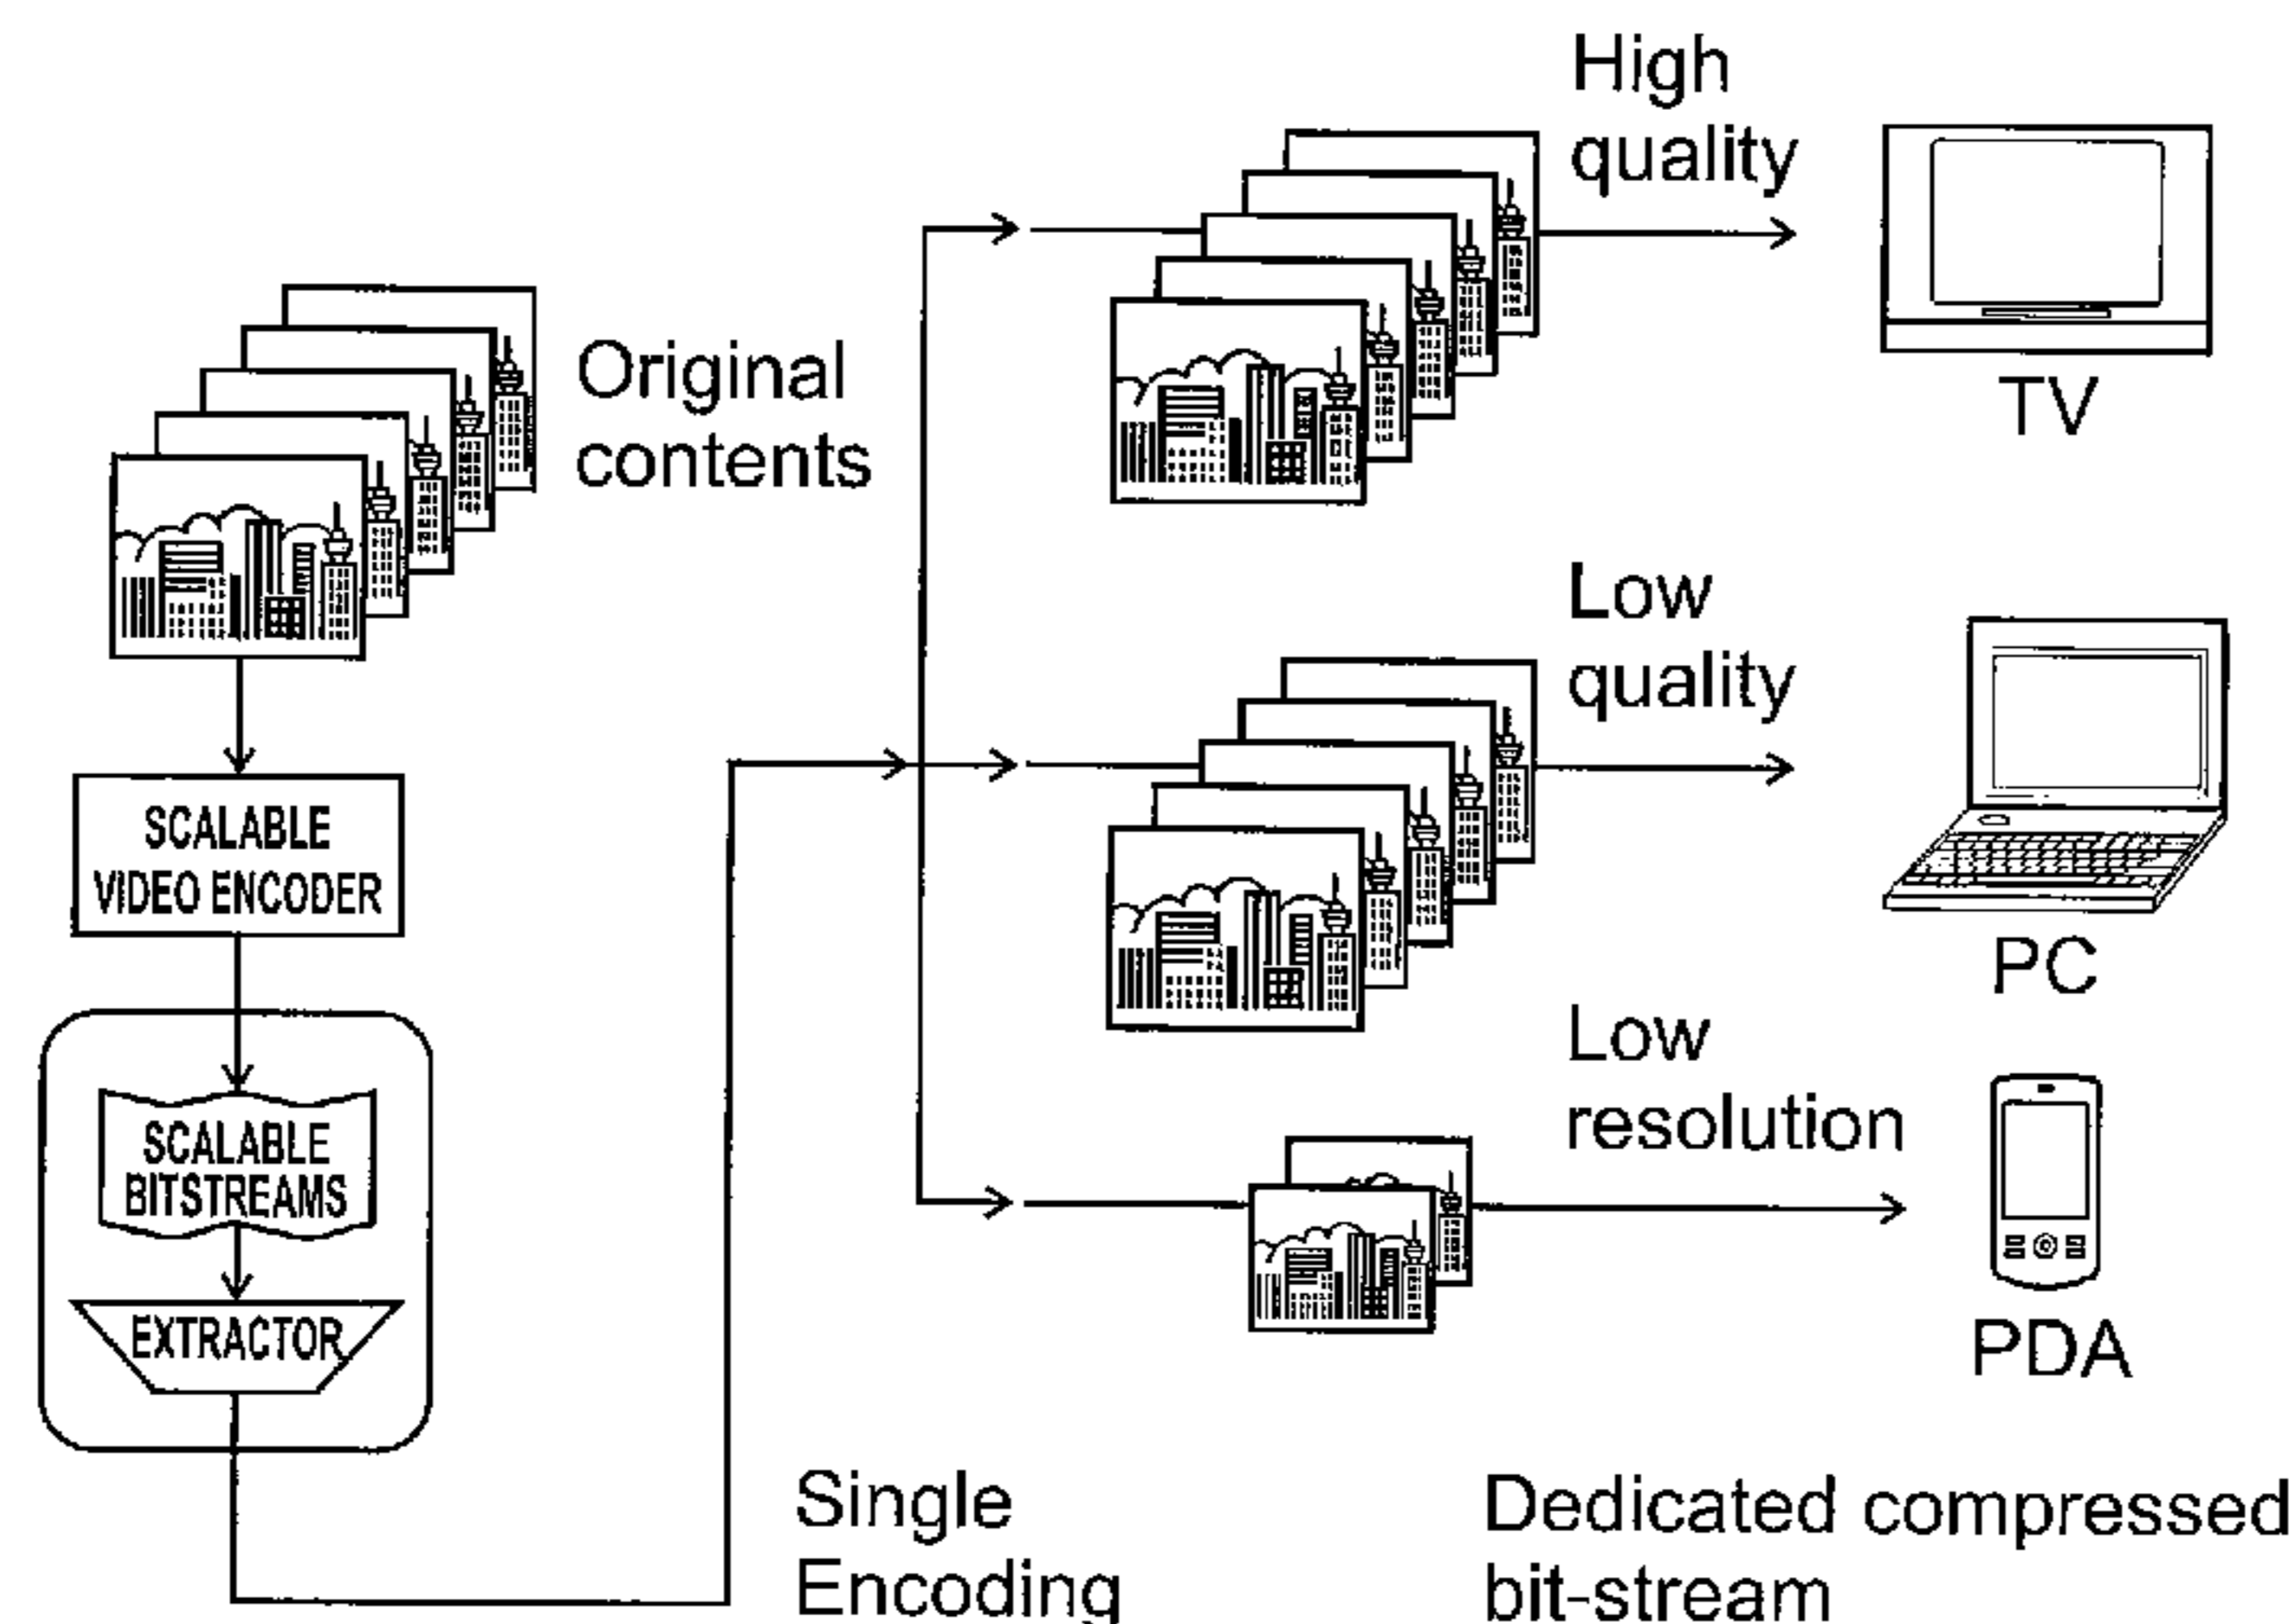 Original
contents
SCALABLE
VIDEO ENCODER
SCALABLE
BITSTREAMS
EXTRACTOR
High
quality
TV
Low
quality
PC
Low
resolution
PDA
Single
Encoding
Dedicated compressed
bit-stream